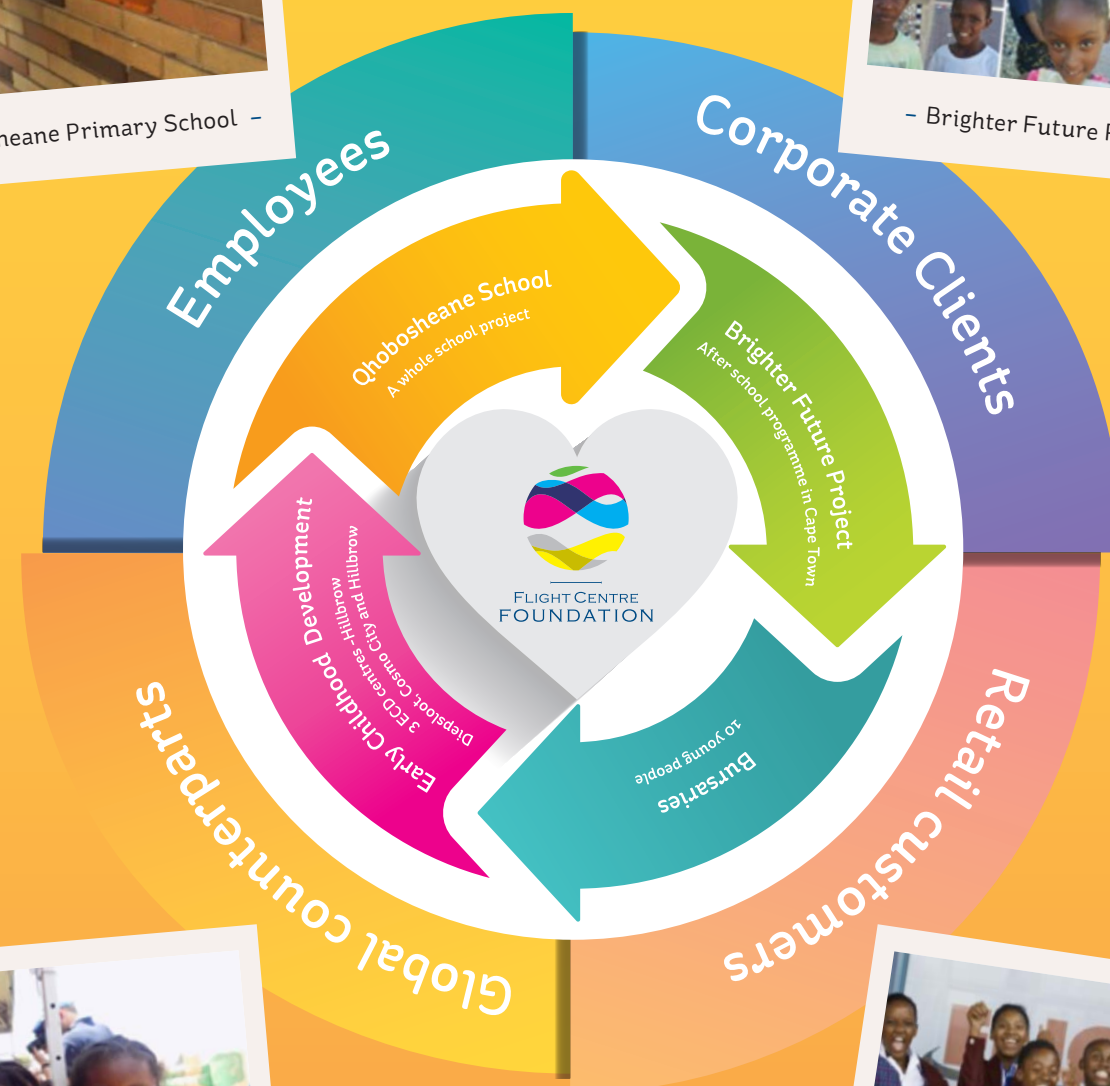 heane Primary School –
– Brighter Future
Employees
Corporate Clients
Retail customers
Global counterparts
Qhobosheane School
A whole school project
Brighter Future Project
After school programme in Cape Town
Bursaries
10 young people
Early Childhood Development
3 ECD centres - Hillbrow
Diepsloot, Cosmo City and Hillbrow
FLIGHT CENTRE
FOUNDATION